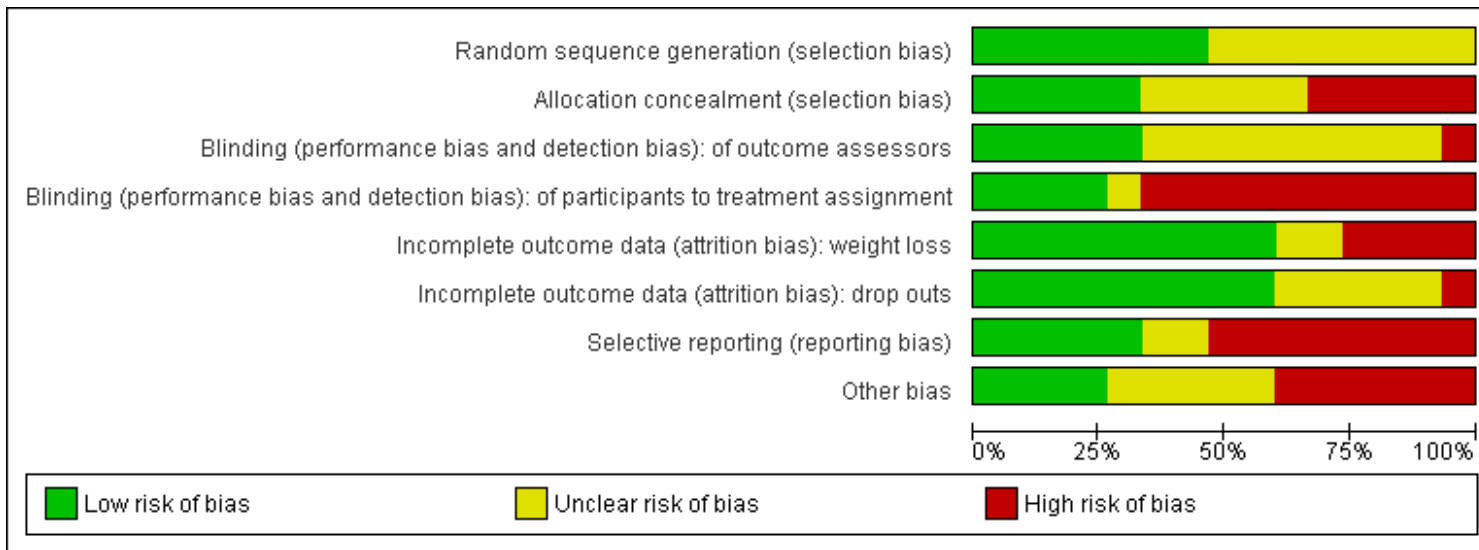 Random sequence generation (selection bias)
Allocation concealment (selection bias)
Blinding (performance bias and detection bias): of outcome assessors
Blinding (performance bias and detection bias): of participants to treatment assignment
Incomplete outcome data (attrition bias): weight loss
Incomplete outcome data (attrition bias): drop outs
Selective reporting (reporting bias)
Other bias
0% 25% 50% 75% 100%
Low risk of bias Unclear risk of bias High risk of bias